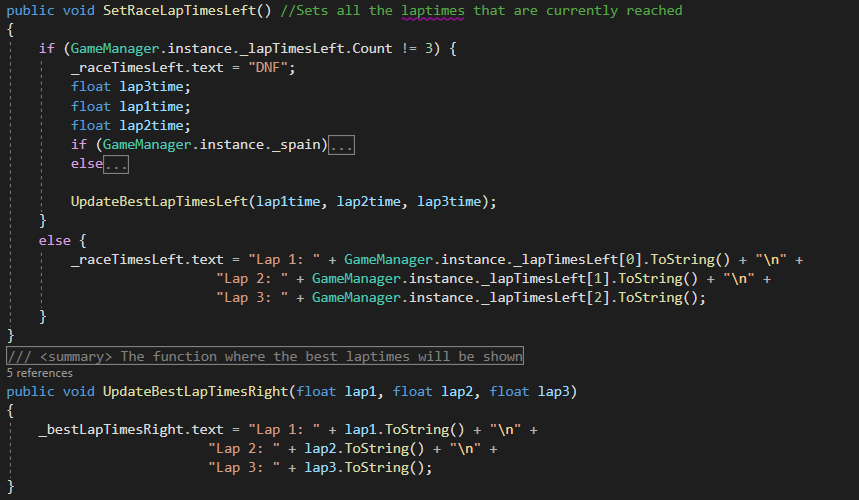 public void SetRaceLapTimesLeft() //Sets all the laptimes that are currently reached
{
    if (GameManager.instance._lapTimesLeft.Count != 3) {
        _raceTimesLeft.text = "DNF";
        float lap3time;
        float lap1time;
        float lap2time;
        if (GameManager.instance._spain)...
        else...

        UpdateBestLapTimesLeft(lap1time, lap2time, lap3time);
    }
    else {
        _raceTimesLeft.text = "Lap 1: " + GameManager.instance._lapTimesLeft[0].ToString() + "\n" +
                          "Lap 2: " + GameManager.instance._lapTimesLeft[1].ToString() + "\n" +
                          "Lap 3: " + GameManager.instance._lapTimesLeft[2].ToString();
    }
}
/// <summary> The function where the best laptimes will be shown
5 references
public void UpdateBestLapTimesRight(float lap1, float lap2, float lap3)
{
    _bestLapTimesRight.text = "Lap 1: " + lap1.ToString() + "\n" +
                         "Lap 2: " + lap2.ToString() + "\n" +
                         "Lap 3: " + lap3.ToString();
}